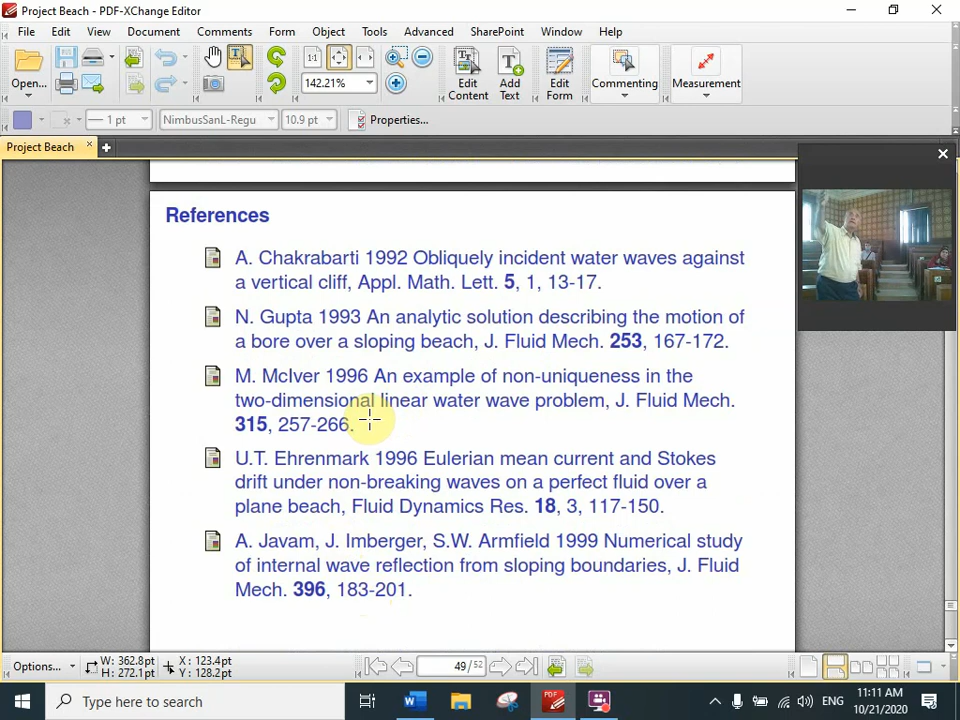 Project Beach - PDF-XChange Editor
File Edit View Document Comments Form Object Tools Advanced SharePoint Window Help
Open...
142.21%
Edit Content
Add Text
Edit Form
Commenting
Measurement
1 pt
NimbusSanL-Regu
10.9 pt
Properties...
Project Beach
References
A. Chakrabarti 1992 Obliquely incident water waves against
a vertical cliff, Appl. Math. Lett. 5, 1, 13-17.
N. Gupta 1993 An analytic solution describing the motion of
a bore over a sloping beach, J. Fluid Mech. 253, 167-172.
M. McIver 1996 An example of non-uniqueness in the
two-dimensional linear water wave problem, J. Fluid Mech.
315, 257-266.
U.T. Ehrenmark 1996 Eulerian mean current and Stokes
drift under non-breaking waves on a perfect fluid over a
plane beach, Fluid Dynamics Res. 18, 3, 117-150.
A. Javam, J. Imberger, S.W. Armfield 1999 Numerical study
of internal wave reflection from sloping boundaries, J. Fluid
Mech. 396, 183-201.
Options...
W: 362.8pt
H: 272.1pt
X: 123.4pt
Y: 128.2pt
49/52
Type here to search
ENG
11:11 AM
10/21/2020